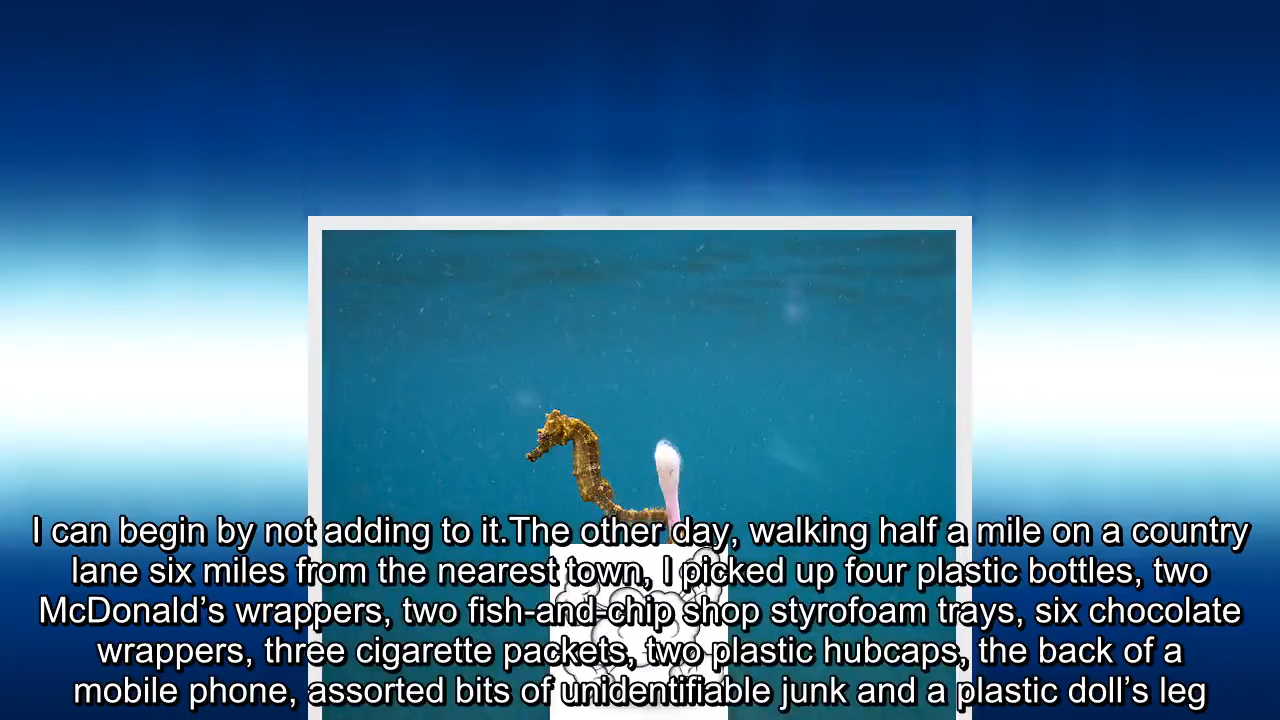 I can begin by not adding to it.The other day, walking half a mile on a country
lane six miles from the nearest town, I picked up four plastic bottles, two
McDonald’s wrappers, two fish-and-chip shop styrofoam trays, six chocolate
wrappers, three cigarette packets, two plastic hubcaps, the back of a
mobile phone, assorted bits of unidentifiable junk and a plastic doll’s leg